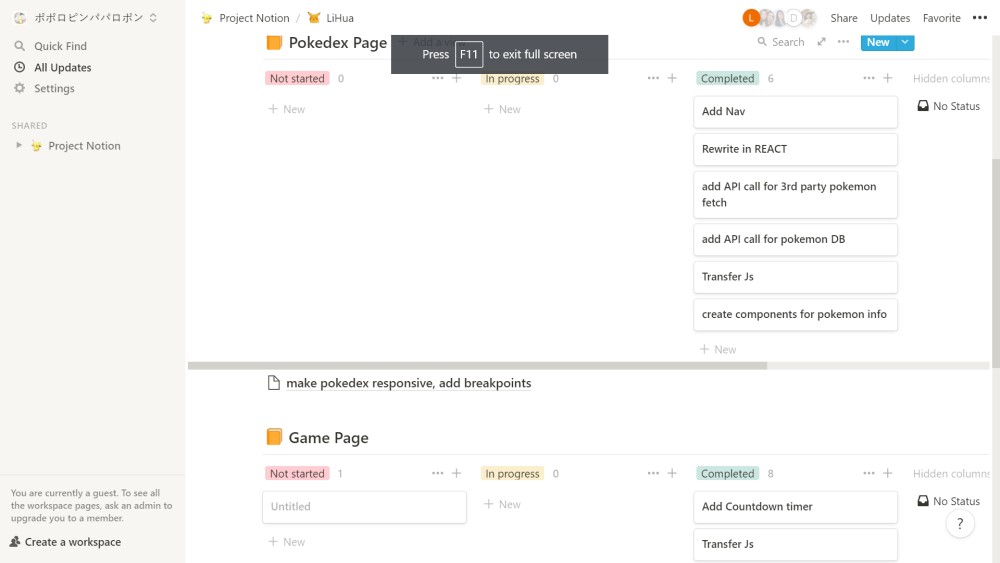 ポポロピンパパロボン
Quick Find
All Updates
Settings
SHARED
Project Notion
You are currently a guest. To see all
the workspace pages, ask an admin to
upgrade you to a member.
Create a workspace
Project Notion / LiHua
L D
Share Updates Favorite
Pokedex Page
Add a view
Press F11 to exit full screen
Search
New
Not started 0
In progress 0
Completed 6
Hidden columns
New
New
Add Nav
Rewrite in REACT
add API call for 3rd party pokemon
fetch
add API call for pokemon DB
Transfer Js
create components for pokemon info
New
No Status
make pokedex responsive, add breakpoints
Game Page
Not started 1
In progress 0
Completed 8
Hidden columns
Untitled
New
New
Add Countdown timer
Transfer Js
No Status
?